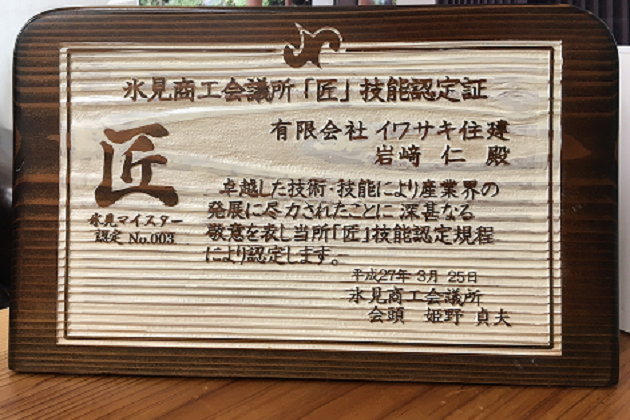 氷見商工会議所「匠」技能認定証
有限会社 イワサキ住建
岩﨑 仁 殿
匠
氷見マイスター
認定 No.003
卓越した技術・技能により産業界の
発展に尽力されたことに深甚なる
敬意を表し当所「匠」技能認定規程
により認定します。
平成27年 3月 25日
氷見商工会議所
会頭 姫野 貞夫